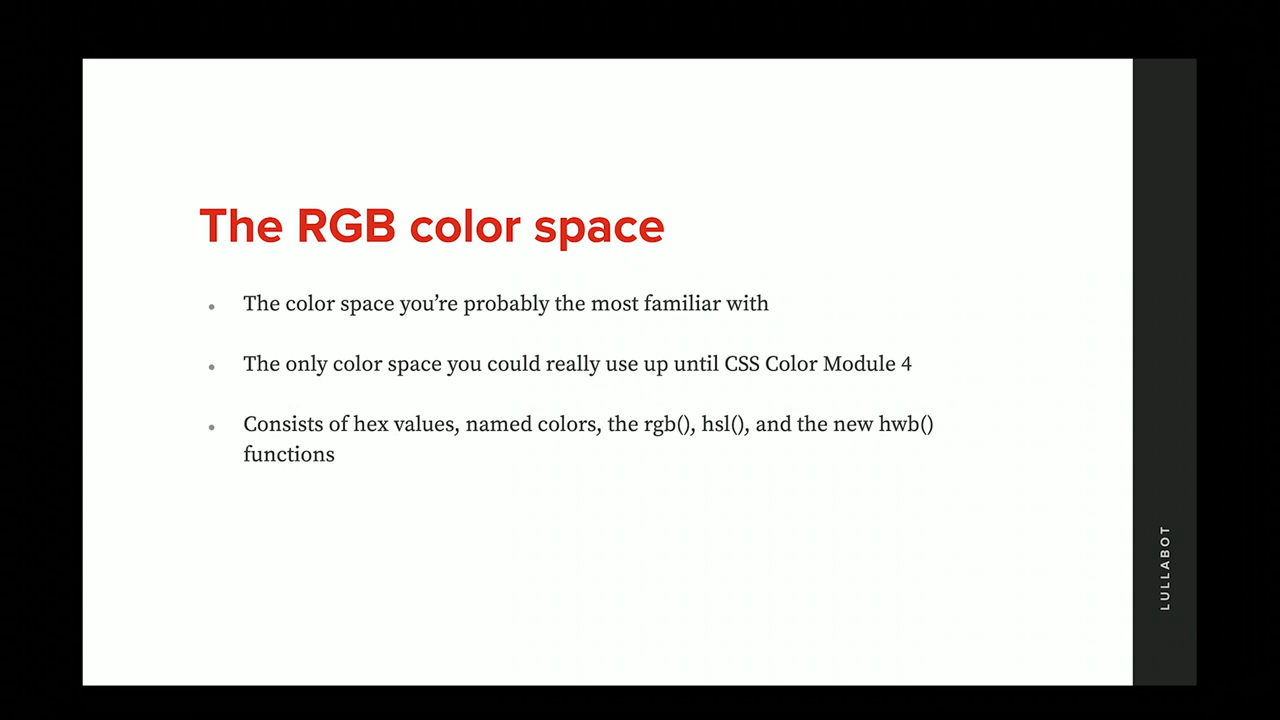 The RGB color space
• The color space you’re probably the most familiar with
• The only color space you could really use up until CSS Color Module 4
• Consists of hex values, named colors, the rgb(), hsl(), and the new hwb()
functions
LULLABOT